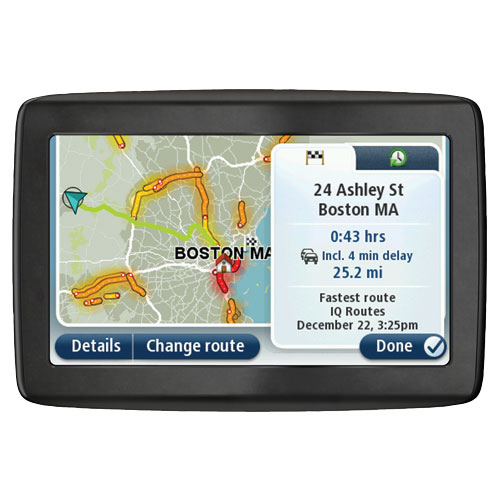 24 Ashley St
Boston MA
0:43 hrs
Incl. 4 min delay
25.2 mi
Fastest route
IQ Routes
December 22, 3:25pm
BOSTON MA
Details
Change route
Done